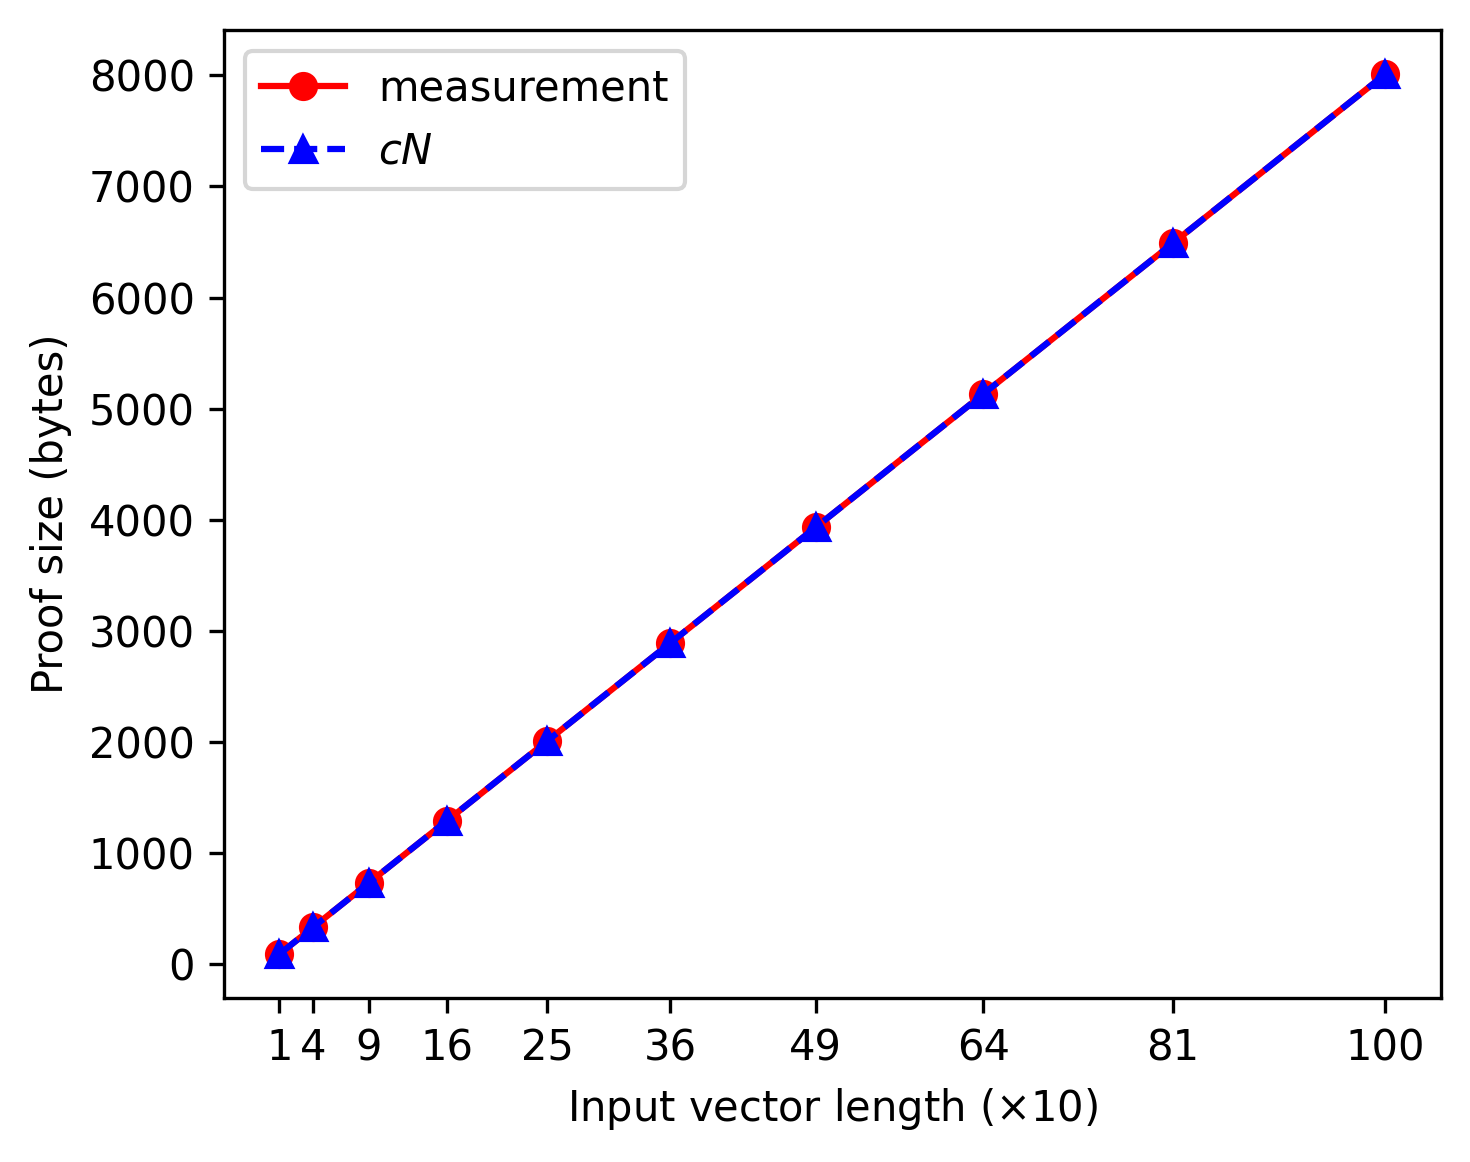 measurement
cN
8000
7000
6000
5000
4000
3000
2000
1000
0
Proof size (bytes)
1 4 9 16 25 36 49 64 81 100
Input vector length (×10)